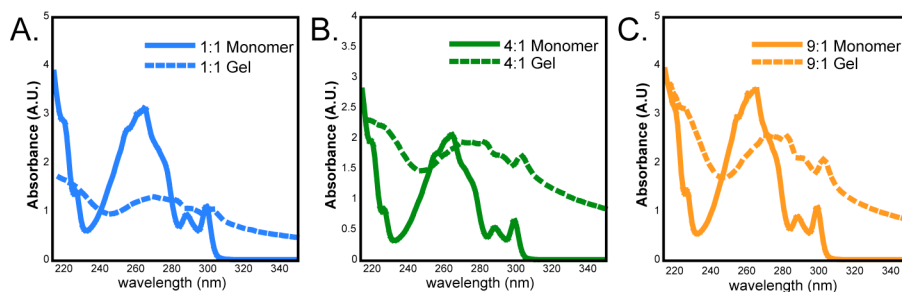 A.
5
4
3
2
1
0
Absorbance (A.U.)
1:1 Monomer
1:1 Gel
220 240 260 280 300 320 340
wavelength (nm)
B.
4
3.5
3
2.5
2
1.5
1
0.5
0
Absorbance (A.U.)
4:1 Monomer
4:1 Gel
220 240 260 280 300 320 340
wavelength (nm)
C.
5
4
3
2
1
0
Absorbance (A.U.)
9:1 Monomer
9:1 Gel
220 240 260 280 300 320 340
wavelength (nm)